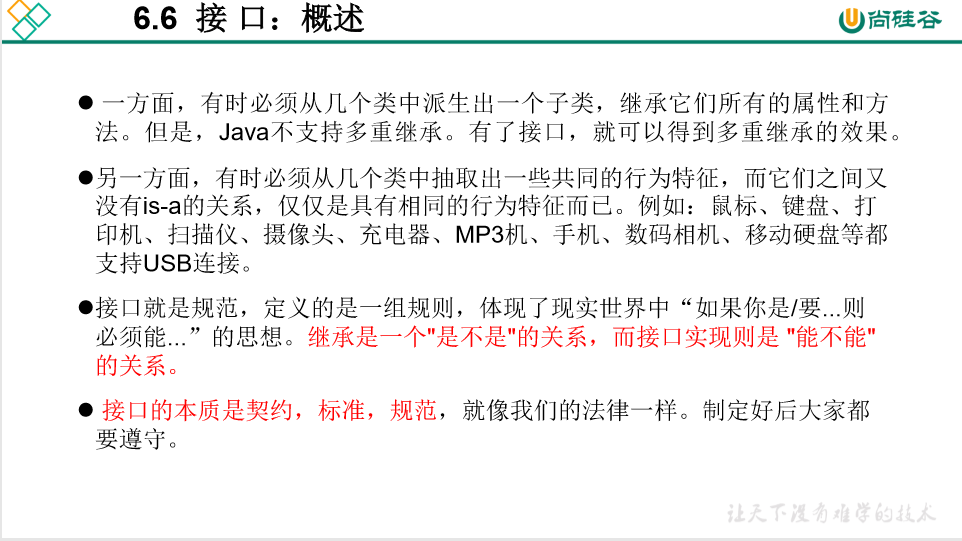 6.6 接 口：概述
尚硅谷
● 一方面，有时必须从几个类中派生出一个子类，继承它们所有的属性和方
法。但是，Java不支持多重继承。有了接口，就可以得到多重继承的效果。
●另一方面，有时必须从几个类中抽取出一些共同的行为特征，而它们之间又
没有is-a的关系，仅仅是具有相同的行为特征而已。例如：鼠标、键盘、打
印机、扫描仪、摄像头、充电器、MP3机、手机、数码相机、移动硬盘等都
支持USB连接。
●接口就是规范，定义的是一组规则，体现了现实世界中“如果你是/要...则
必须能...”的思想。继承是一个"是不是"的关系，而接口实现则是 "能不能"
的关系。
● 接口的本质是契约，标准，规范，就像我们的法律一样。制定好后大家都
要遵守。
让天下没有难学的技术